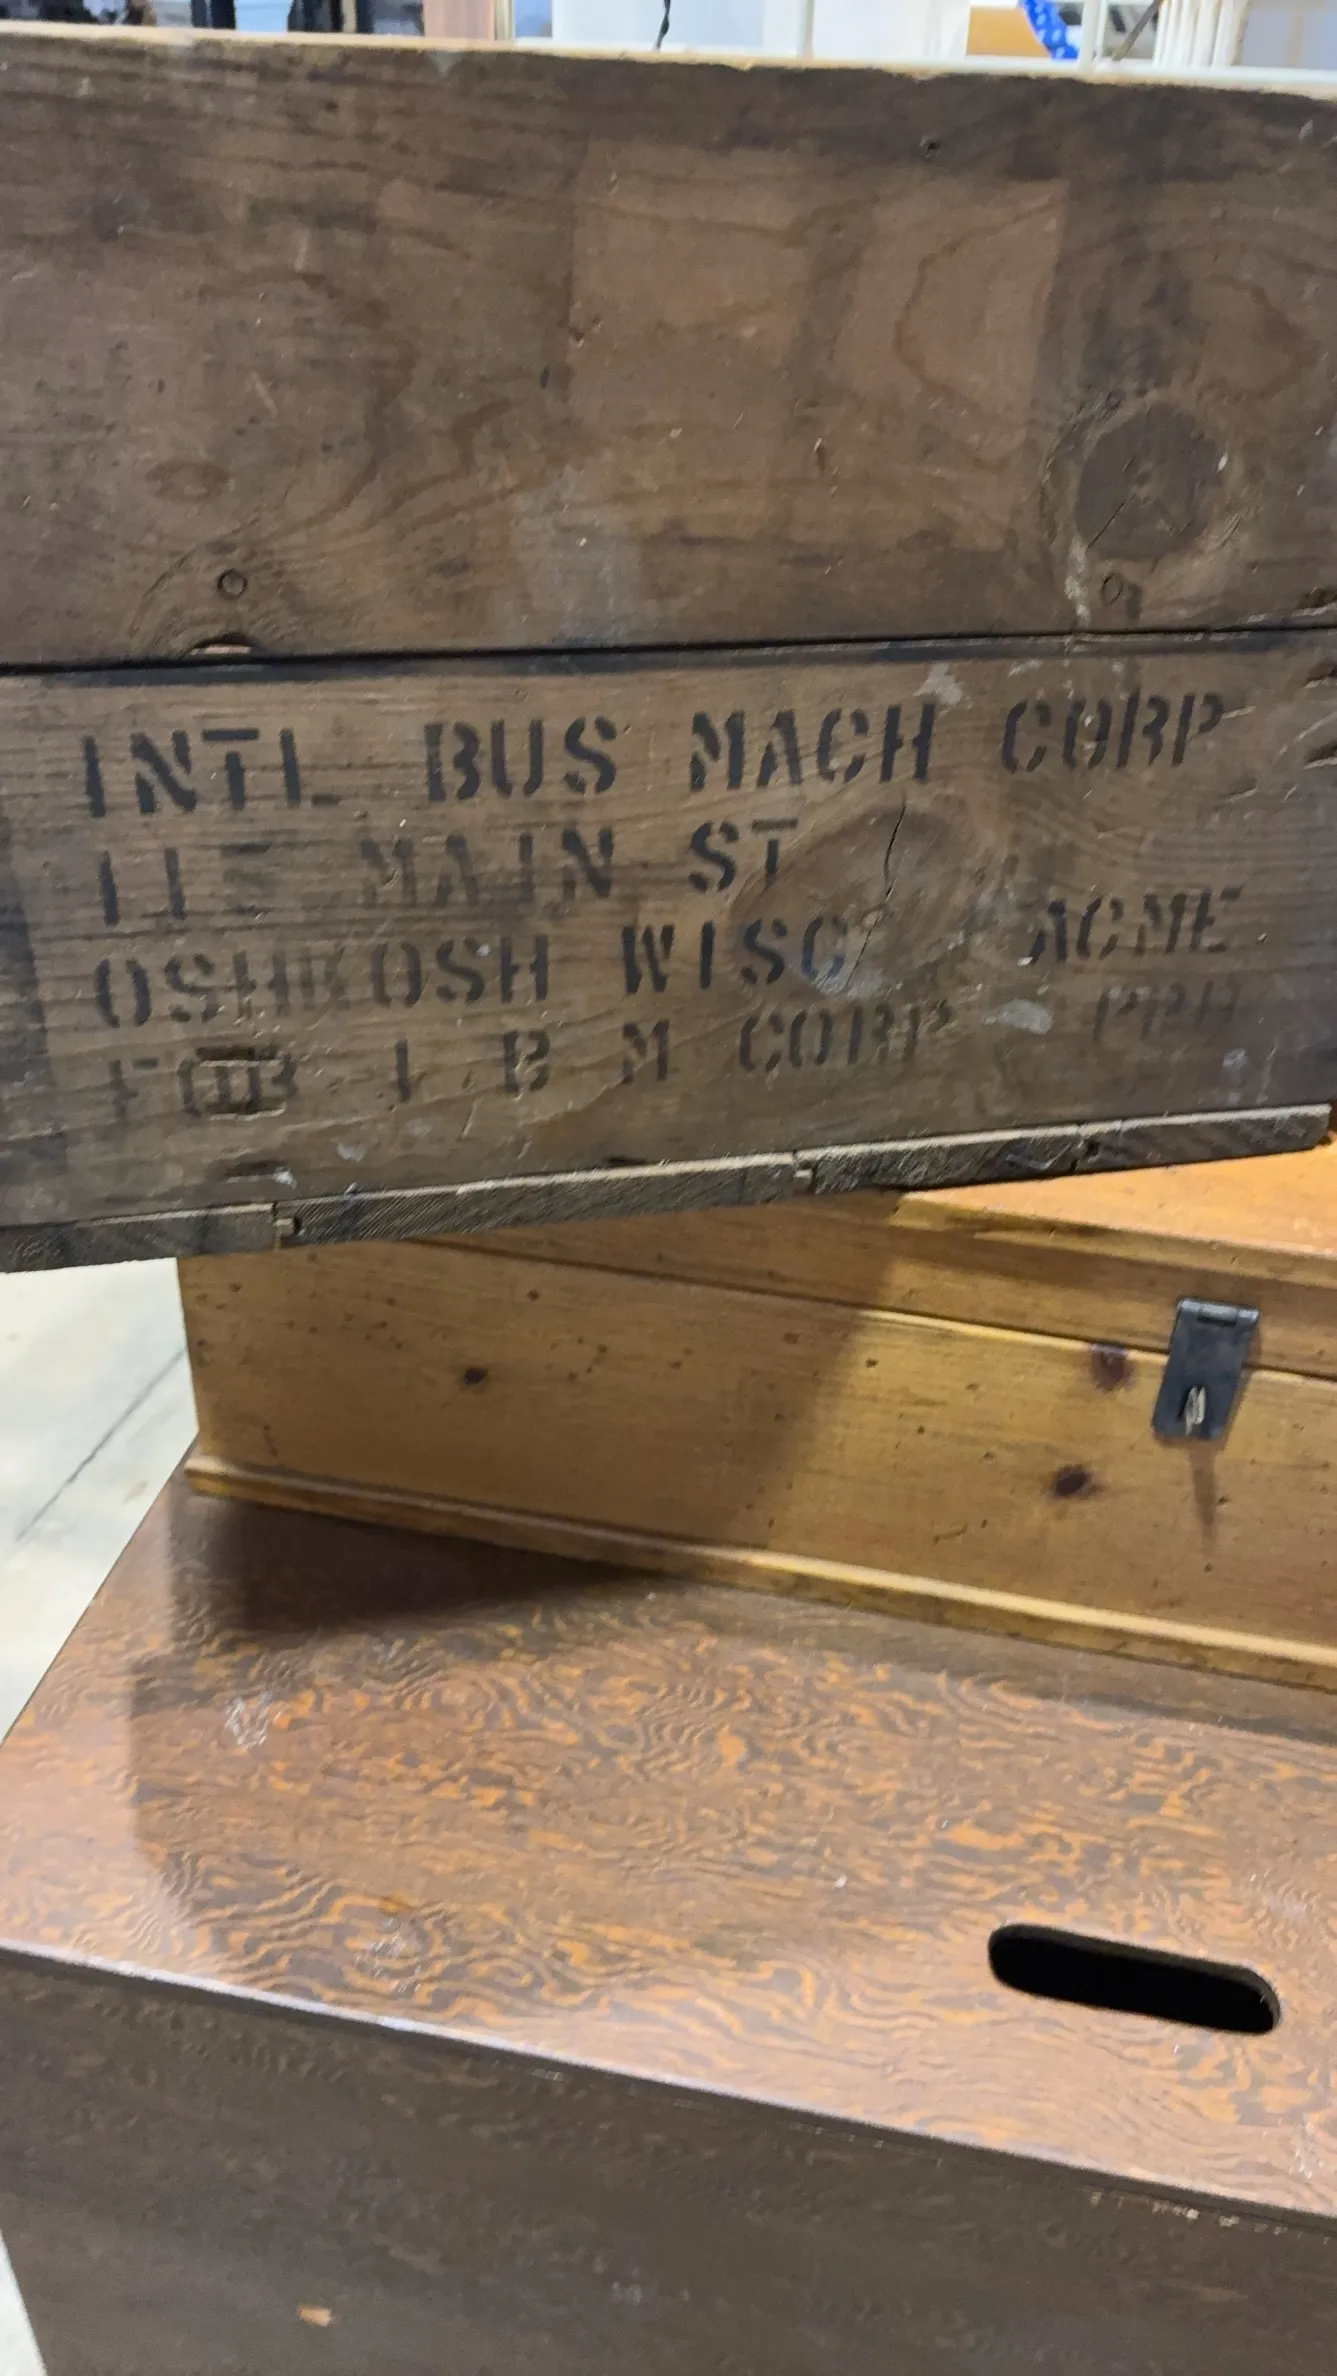 INTL BUS MACH CORP
MAIN ST
OSHKOSH WISC ACME
FOB I B M CORP